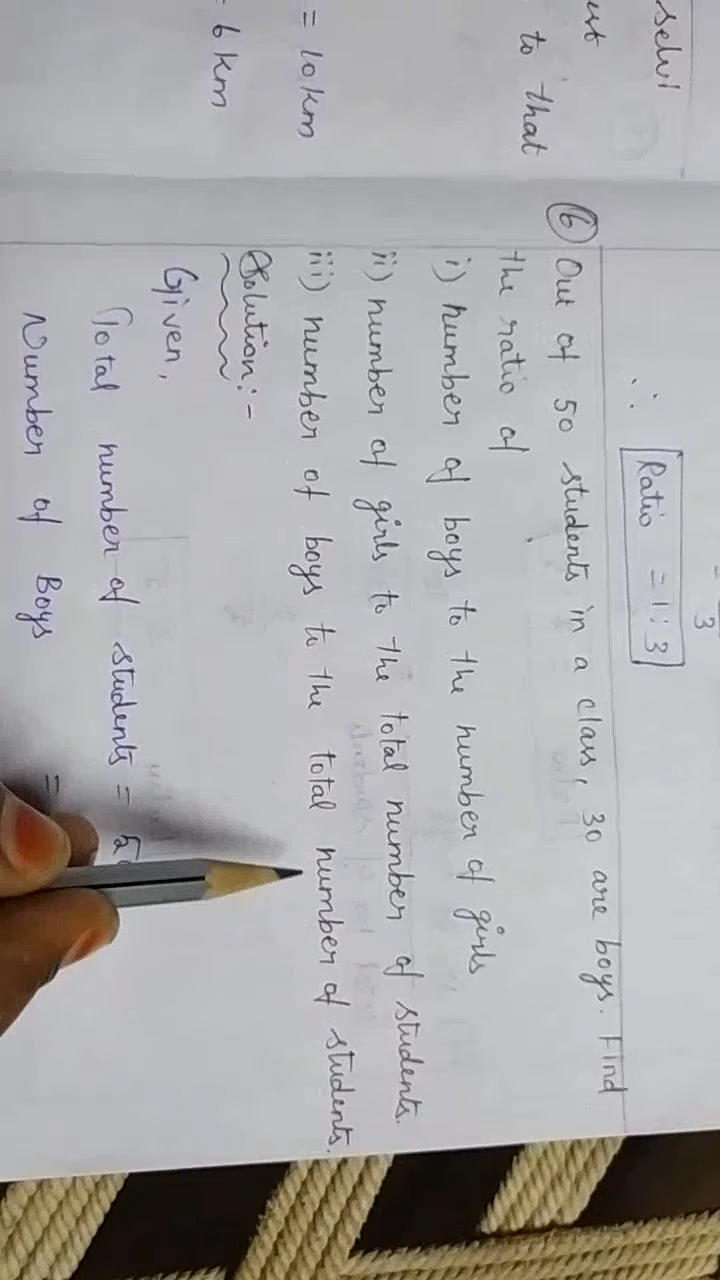 selvi
to that
= 10 km
= 6 km
3
∴ Ratio = 1:3
⑥ Out of 50 students in a class, 30 are boys. Find
the ratio of
i) number of boys to the number of girls
ii) number of girls to the total number of students.
iii) number of boys to the total number of students.
Solution:-
Given,
Total number of students =
Number of Boys =